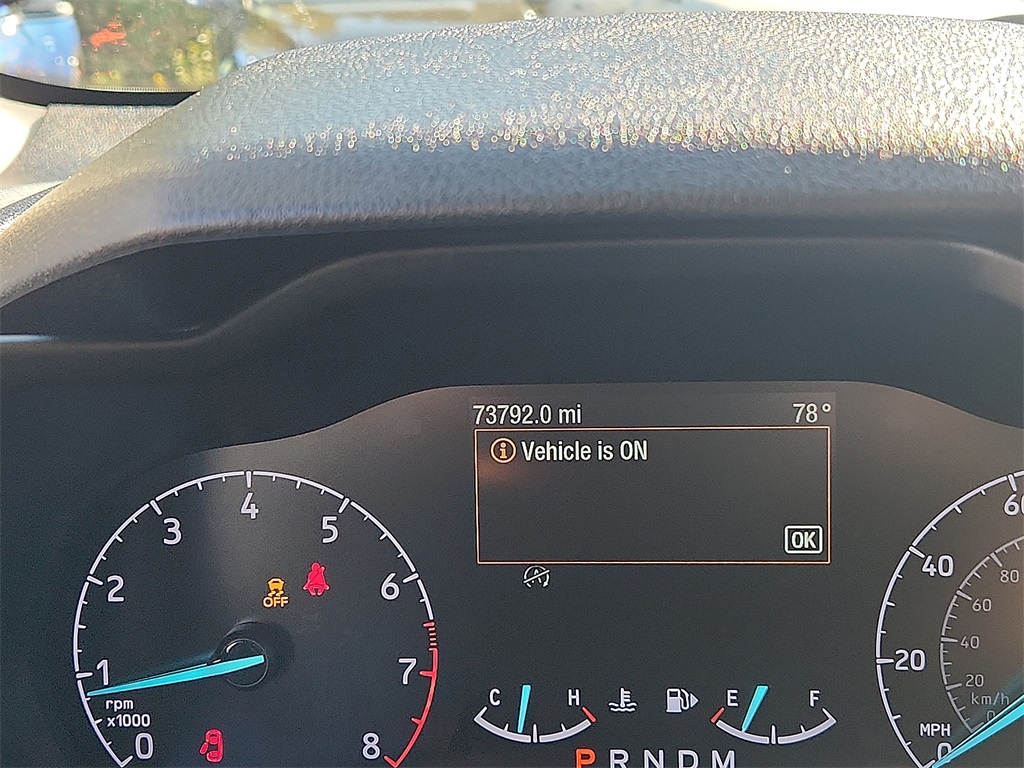 73792.0 mi 78°
i Vehicle is ON
OK
0 1 2 3 4 5 6 7 8
rpm
x1000
OFF
C H
E F
P R N D M
0 20 40 60
MPH
0 20 40 60 80
km/h